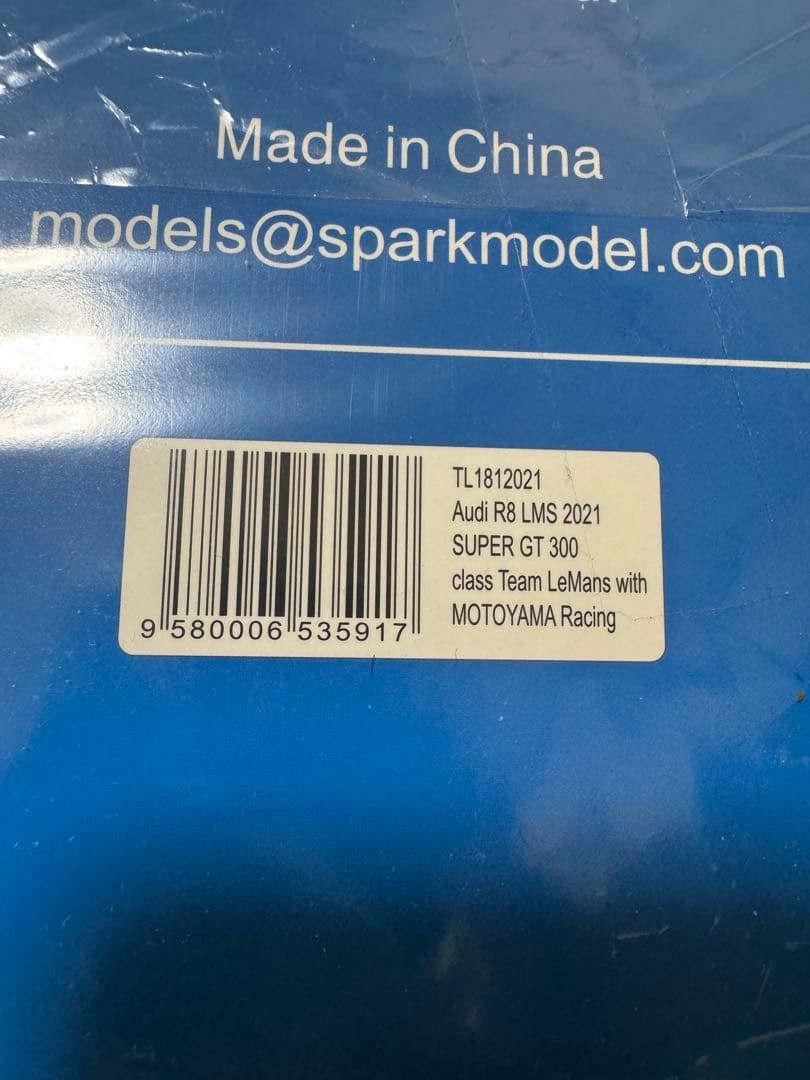 Made in China
models@sparkmodel.com
TL1812021
Audi R8 LMS 2021
SUPER GT 300
class Team LeMans with
MOTOYAMA Racing
9 580006 535917